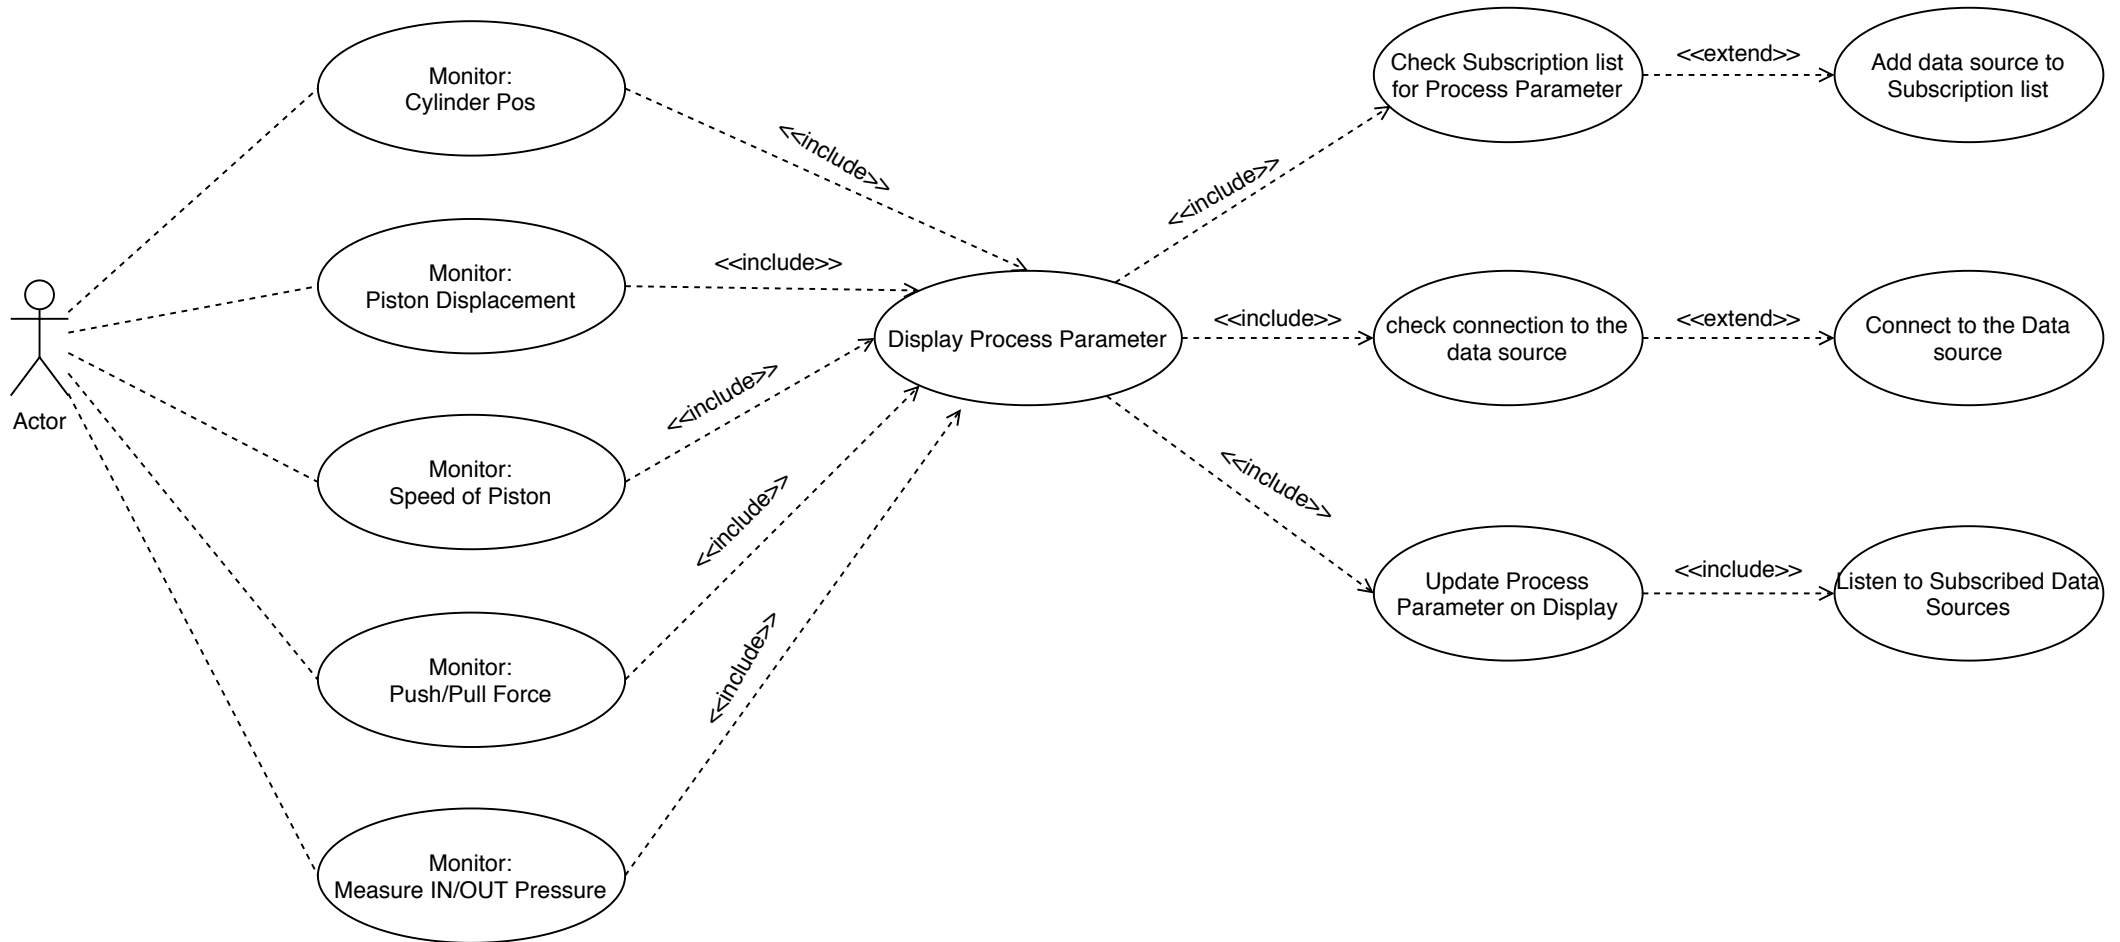 Actor
Monitor:
Cylinder Pos
Monitor:
Piston Displacement
Monitor:
Speed of Piston
Monitor:
Push/Pull Force
Monitor:
Measure IN/OUT Pressure
<<include>>
<<include>>
<<include>>
<<include>>
<<include>>
Display Process Parameter
<<include>>
<<include>>
<<include>>
Check Subscription list
for Process Parameter
<<extend>>
Add data source to
Subscription list
check connection to the
data source
<<extend>>
Connect to the Data
source
Update Process
Parameter on Display
<<include>>
Listen to Subscribed Data
Sources